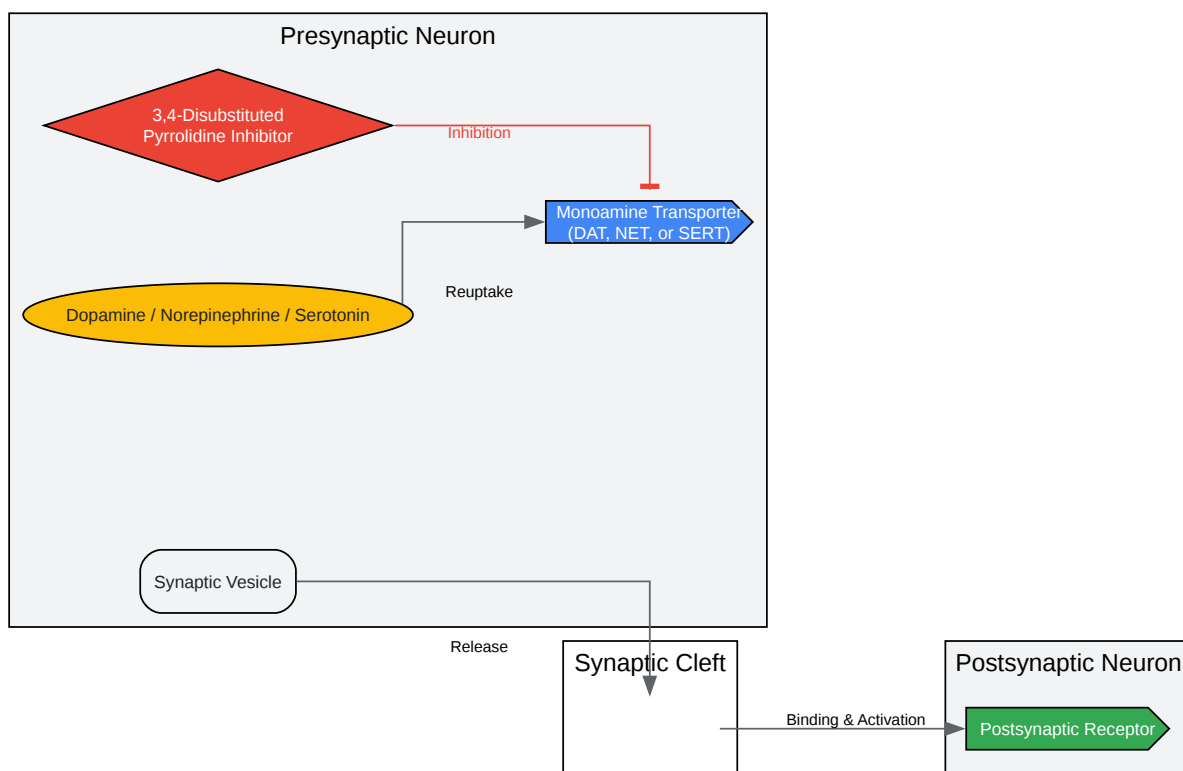 Presynaptic Neuron
3,4-Disubstituted
Pyrrolidine Inhibitor
Inhibition
Monoamine Transporter
(DAT, NET, or SERT)
Reuptake
Dopamine / Norepinephrine / Serotonin
Synaptic Vesicle
Release
Synaptic Cleft
Postsynaptic Neuron
Binding & Activation
Postsynaptic Receptor